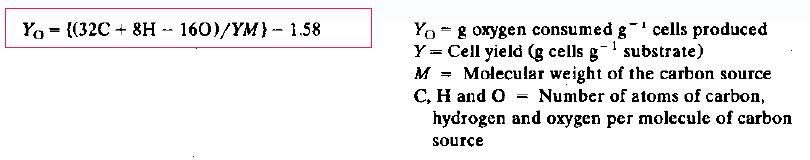 Y_O = {(32C + 8H -- 16O)/YM} - 1.58
Y_O = g oxygen consumed g⁻¹ cells produced
Y = Cell yield (g cells g⁻¹ substrate)
M = Molecular weight of the carbon source
C, H and O = Number of atoms of carbon,
hydrogen and oxygen per molecule of carbon
source